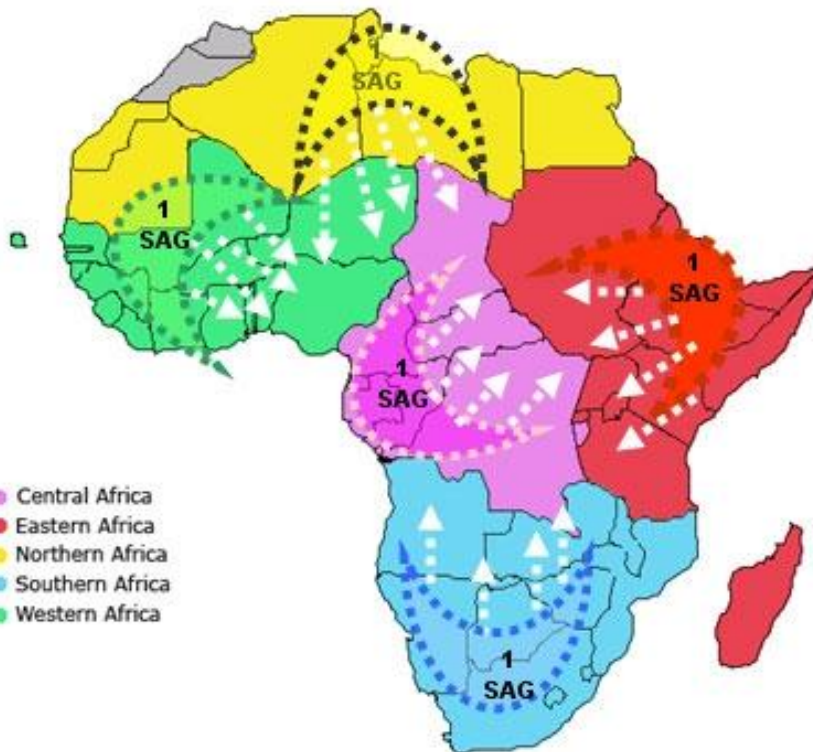 1
SAG
1
SAG
1
SAG
1
SAG
Central Africa
Eastern Africa
Northern Africa
Southern Africa
Western Africa
1
SAG